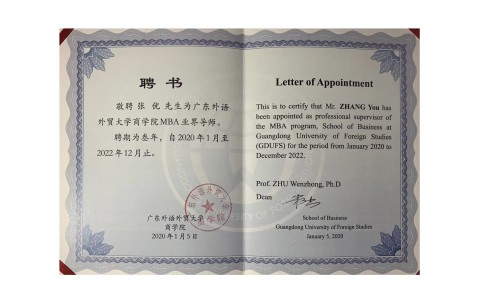 聘 书
敬聘 张 优 先生为广东外语
外贸大学商学院MBA业界导师。
聘期为叁年，自2020年1月至
2022年12月止。
广东外语外贸大学
商学院
2020年1月5日
Letter of Appointment
This is to certify that Mr. ZHANG You has
been appointed as professional supervisor of
the MBA program, School of Business at
Guangdong University of Foreign Studies
(GDUFS) for the period from January 2020 to
December 2022.
Prof. ZHU Wenzhong, Ph.D
Dean
School of Business
Guangdong University of Foreign Studies
January 5, 2020